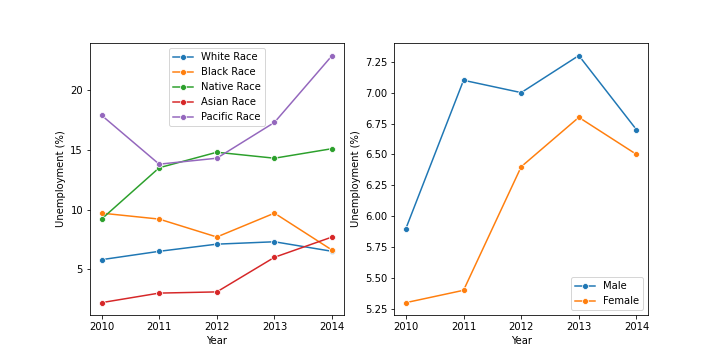 Unemployment (%)
20
15
10
5
White Race
Black Race
Native Race
Asian Race
Pacific Race
2010 2011 2012 2013 2014
Year
Unemployment (%)
7.25
7.00
6.75
6.50
6.25
6.00
5.75
5.50
5.25
Male
Female
2010 2011 2012 2013 2014
Year